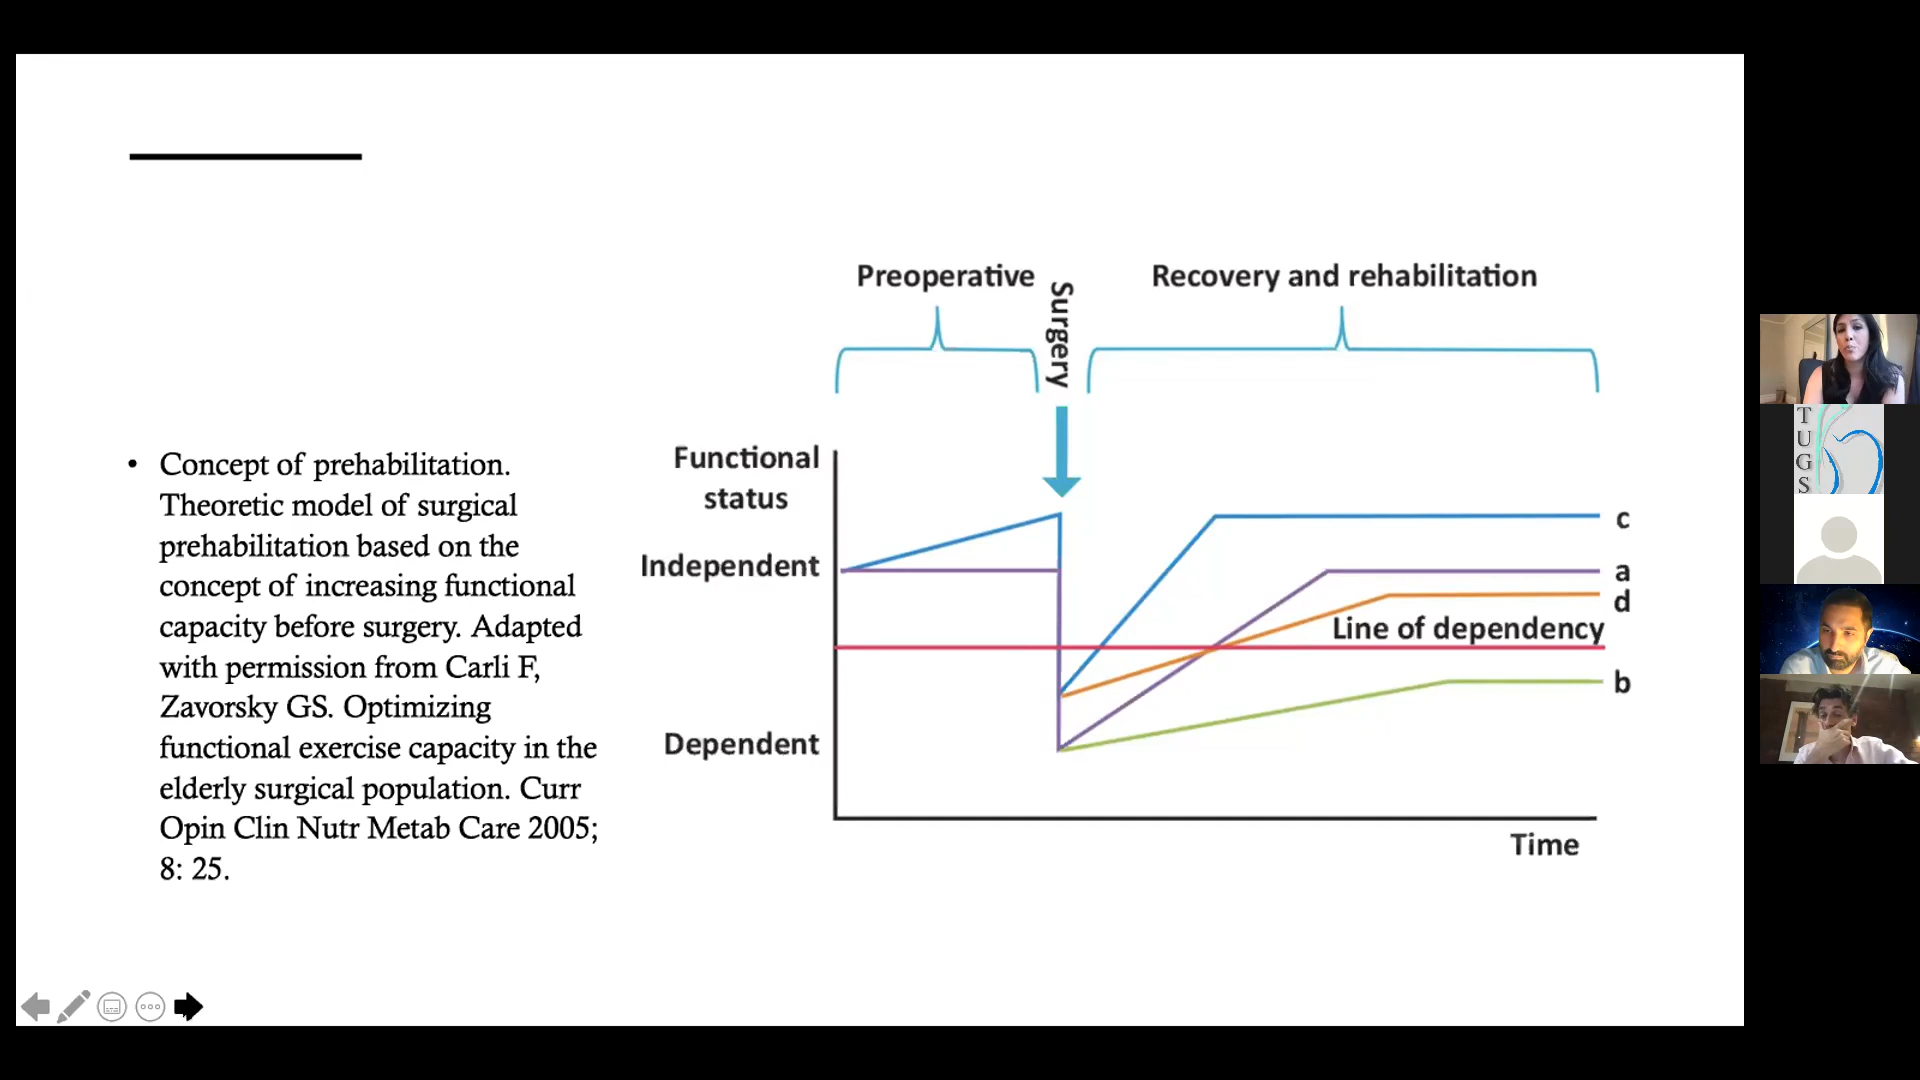 Preoperative
Surgery
Recovery and rehabilitation
• Concept of prehabilitation.
Theoretic model of surgical
prehabilitation based on the
concept of increasing functional
capacity before surgery. Adapted
with permission from Carli F,
Zavorsky GS. Optimizing
functional exercise capacity in the
elderly surgical population. Curr
Opin Clin Nutr Metab Care 2005;
8: 25.
Functional
status
Independent
Dependent
c
a
d
Line of dependency
b
Time
TUGS